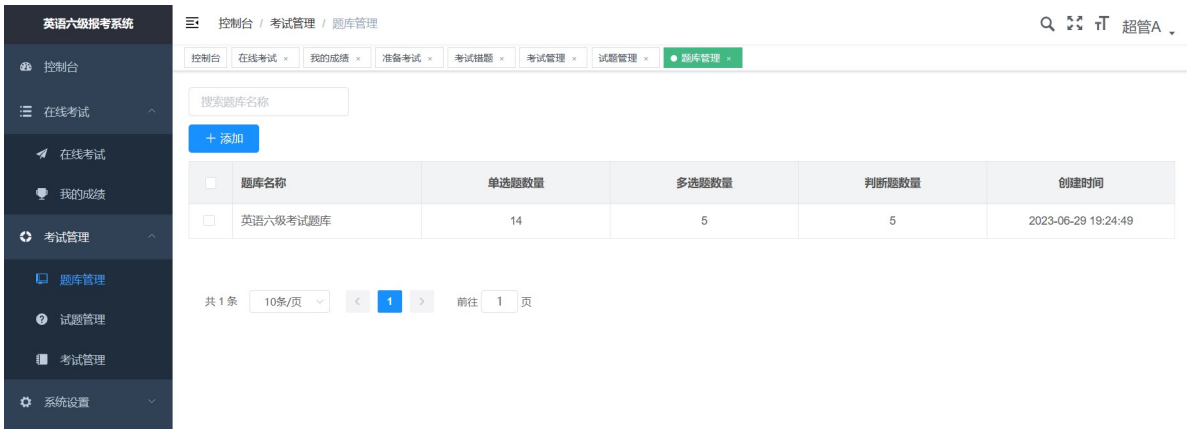 英语六级报考系统
控制台 / 考试管理 / 题库管理
超管A
控制台 在线考试 × 我的成绩 × 准备考试 × 考试错题 × 考试管理 × 试题管理 × 题库管理 ×
控制台
在线考试
在线考试
我的成绩
考试管理
题库管理
试题管理
考试管理
系统设置
搜索题库名称
+ 添加
题库名称 单选题数量 多选题数量 判断题数量 创建时间
英语六级考试题库 14 5 5 2023-06-29 19:24:49
共 1 条 10条/页 < 1 > 前往 1 页